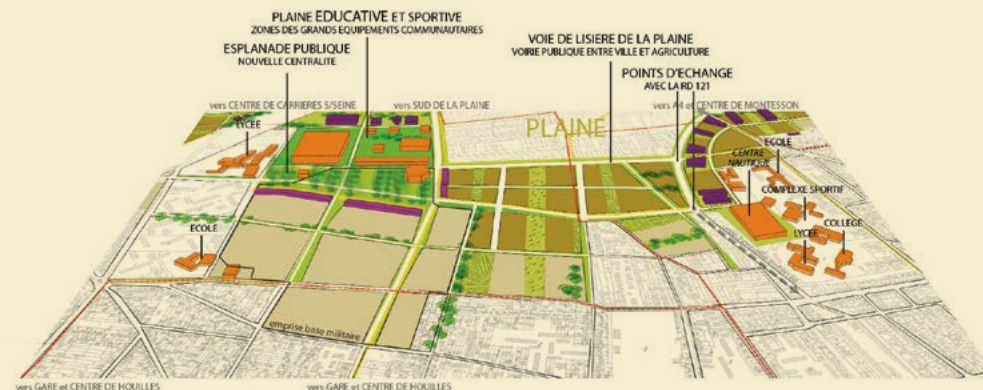 PLAINE EDUCATIVE ET SPORTIVE
ZONES DES GRANDS EQUIPEMENTS COMMUNAUTAIRES
ESPLANADE PUBLIQUE
NOUVELLE CENTRALITE
VOIE DE LISIERE DE LA PLAINE
VOIRIE PUBLIQUE ENTRE VILLE ET AGRICULTURE
POINTS D'ECHANGE
AVEC LA RD 121
vers CENTRE DE CARRIERES S/SEINE
vers SUD DE LA PLAINE
vers A4 et CENTRE DE MONTESSON
LYCEE
PLAINE
ECOLE
CENTRE
NAUTIQUE
COMPLEXE SPORTIF
COLLEGE
LYCEE
ECOLE
emprise base militaire
vers GARE et CENTRE DE HOUILLES
vers GARE et CENTRE DE HOUILLES